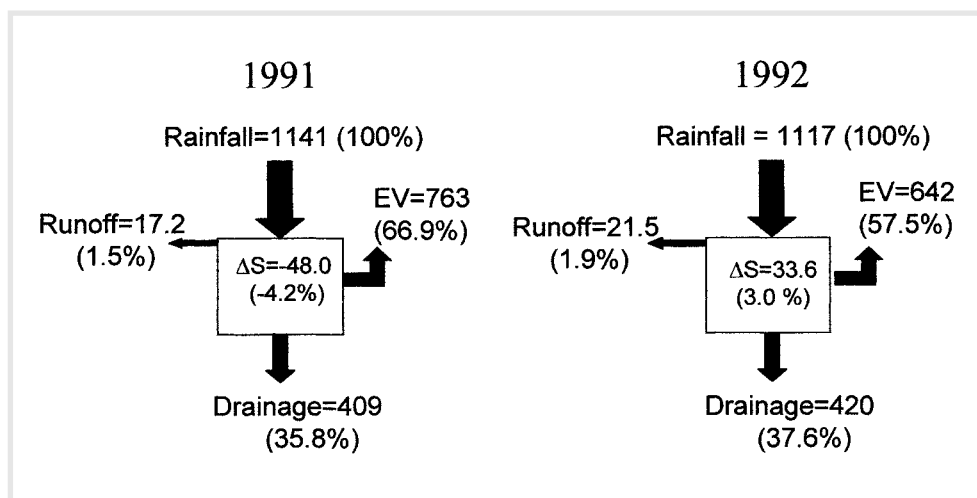 1991
Rainfall=1141 (100%)
EV=763
(66.9%)
Runoff=17.2
(1.5%)
ΔS=-48.0
(-4.2%)
Drainage=409
(35.8%)
1992
Rainfall = 1117 (100%)
EV=642
(57.5%)
Runoff=21.5
(1.9%)
ΔS=33.6
(3.0 %)
Drainage=420
(37.6%)